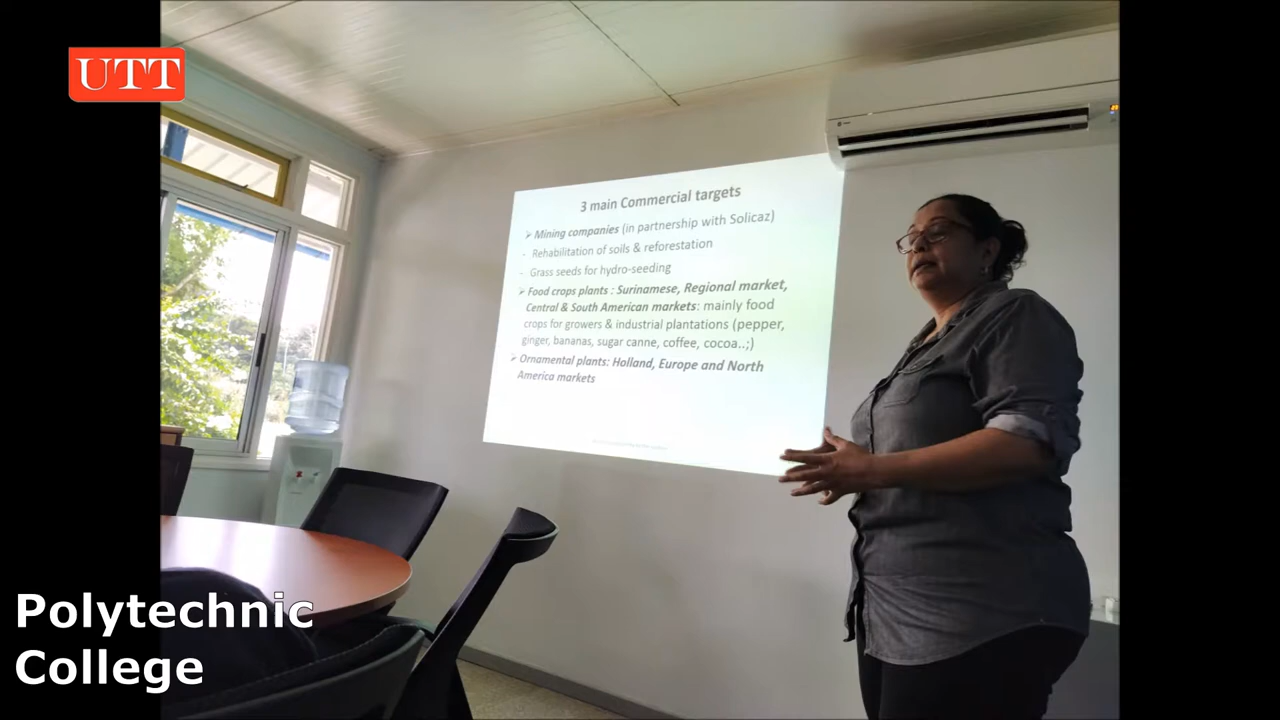 UTT
3 main Commercial targets
➢ Mining companies (in partnership with Solicaz)
- Rehabilitation of soils & reforestation
- Grass seeds for hydro-seeding
➢ Food crops plants : Surinamese, Regional market,
Central & South American markets: mainly food
crops for growers & industrial plantations (pepper,
ginger, bananas, sugar canne, coffee, cocoa..;)
➢ Ornamental plants: Holland, Europe and North
America markets
Polytechnic
College